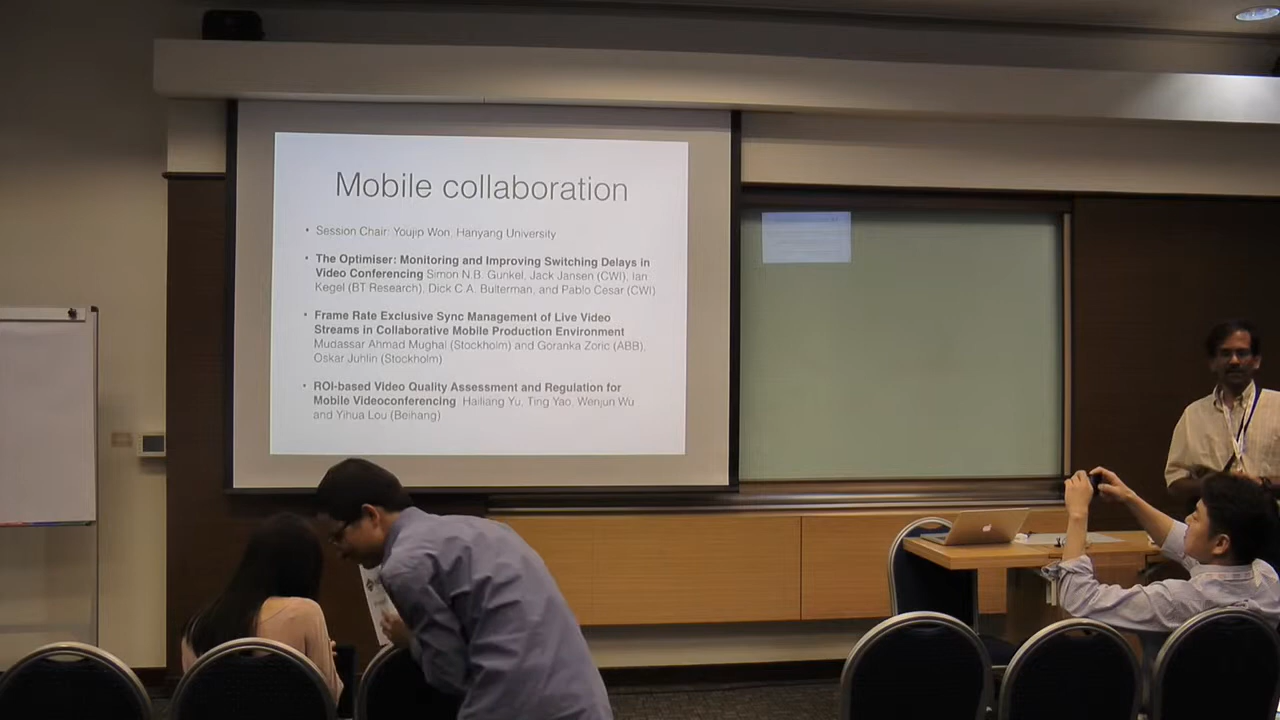 Mobile collaboration
• Session Chair: Youjip Won, Hanyang University
• The Optimiser: Monitoring and Improving Switching Delays in
Video Conferencing Simon N.B. Gunkel, Jack Jansen (CWI), Ian
Kegel (BT Research), Dick C.A. Bulterman, and Pablo Cesar (CWI)
• Frame Rate Exclusive Sync Management of Live Video
Streams in Collaborative Mobile Production Environment
Mudassar Ahmad Mughal (Stockholm) and Goranka Zoric (ABB),
Oskar Juhlin (Stockholm)
• ROI-based Video Quality Assessment and Regulation for
Mobile Videoconferencing Hailiang Yu, Ting Yao, Wenjun Wu
and Yihua Lou (Beihang)